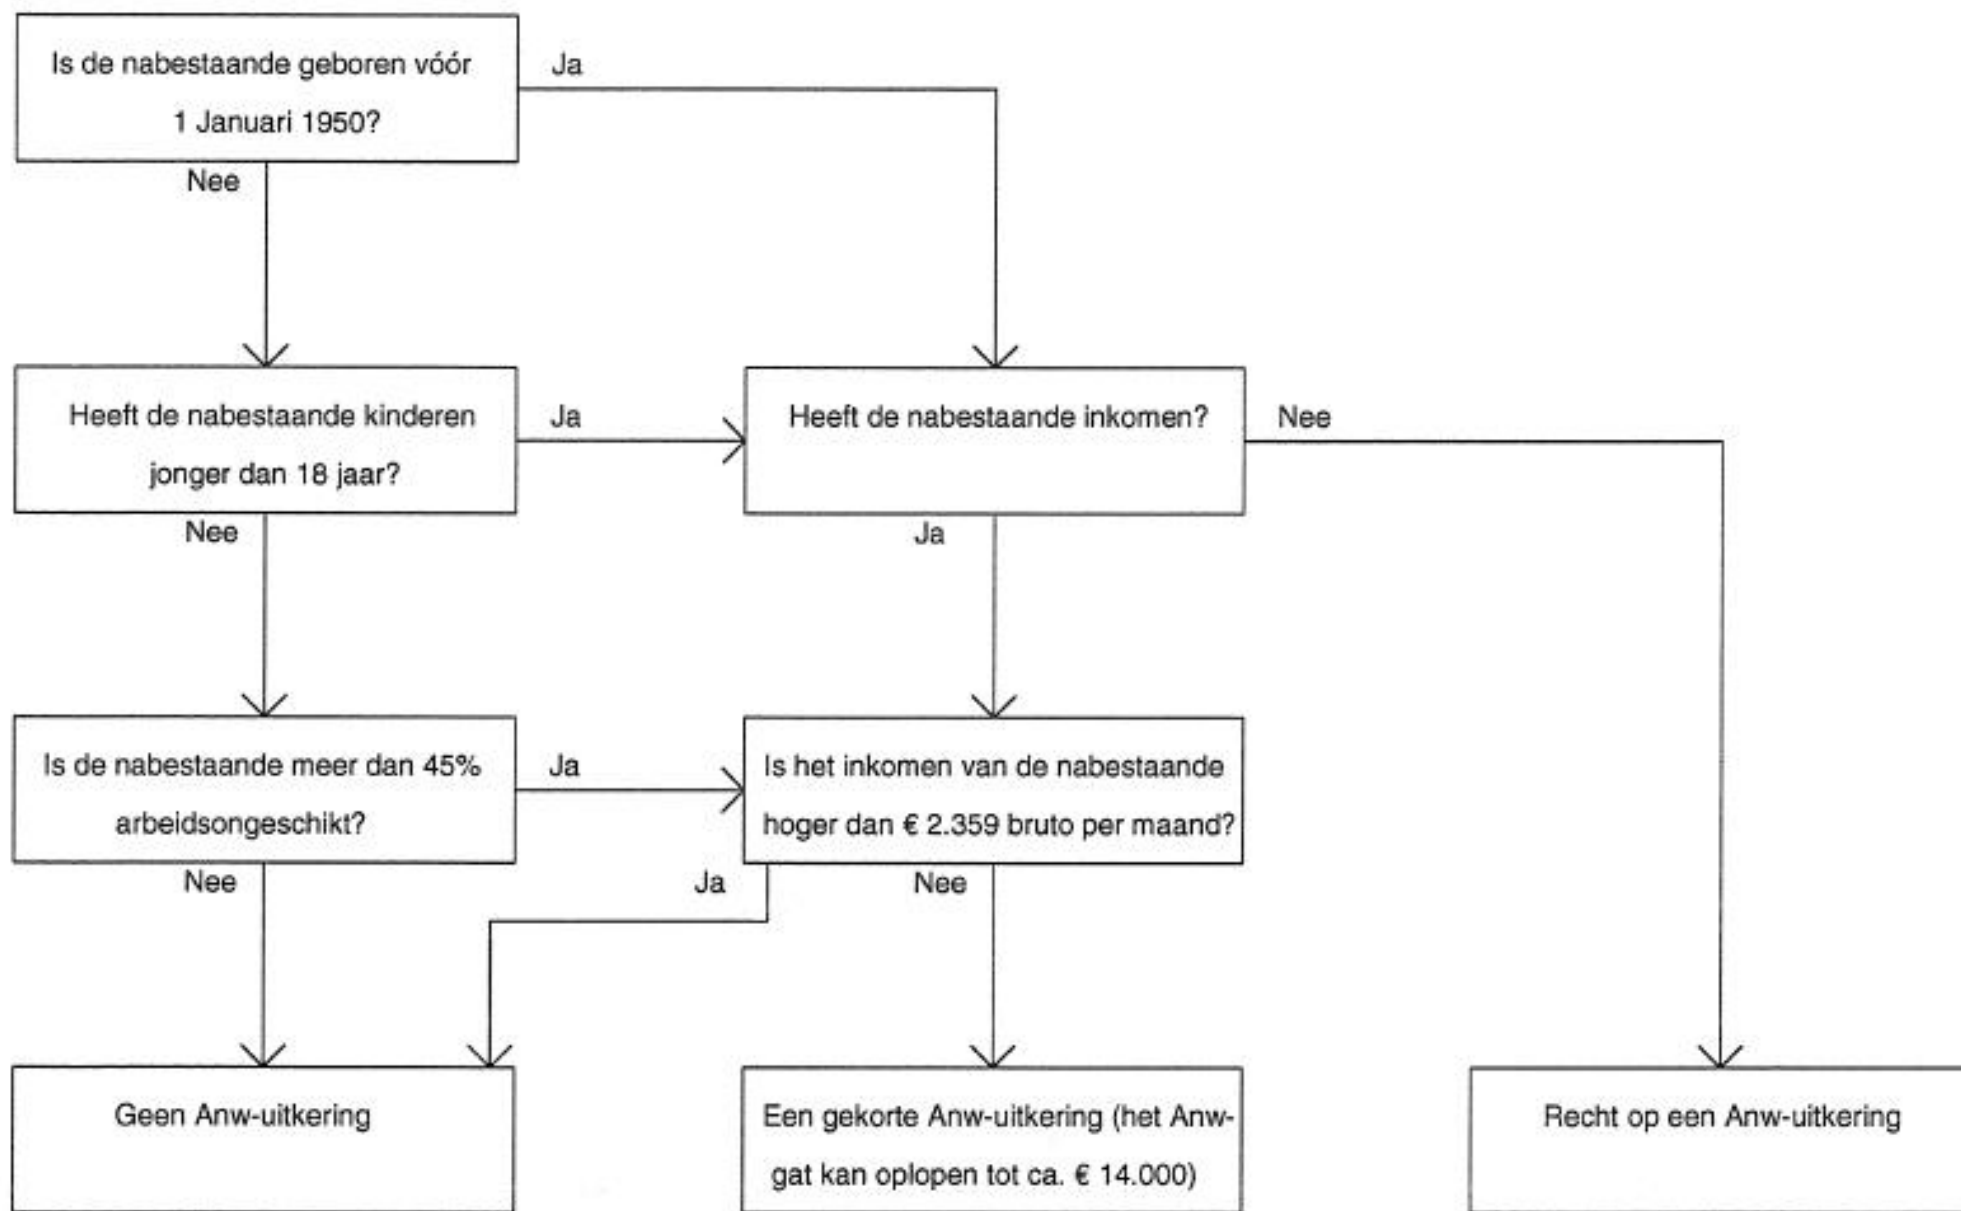 Is de nabestaande geboren vóór
1 Januari 1950?
Ja
Nee
Heeft de nabestaande kinderen
jonger dan 18 jaar?
Ja
Nee
Heeft de nabestaande inkomen?
Nee
Ja
Is de nabestaande meer dan 45%
arbeidsongeschikt?
Ja
Nee
Is het inkomen van de nabestaande
hoger dan € 2.359 bruto per maand?
Ja
Nee
Geen Anw-uitkering
Een gekorte Anw-uitkering (het Anw-
gat kan oplopen tot ca. € 14.000)
Recht op een Anw-uitkering